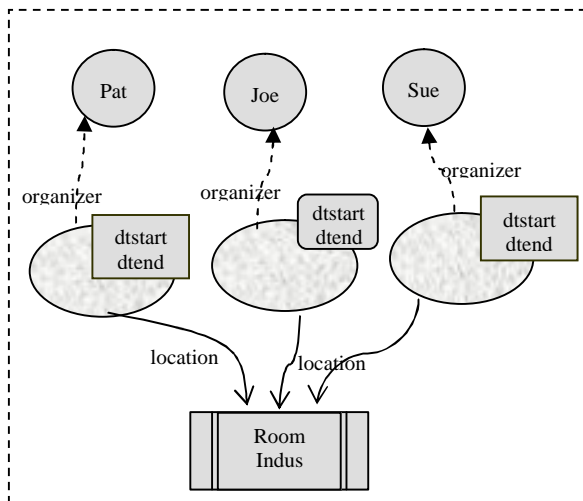 Pat
Joe
Sue
organizer
organizer
organizer
dtstart
dtend
dtstart
dtend
dtstart
dtend
location
location
Room
Indus